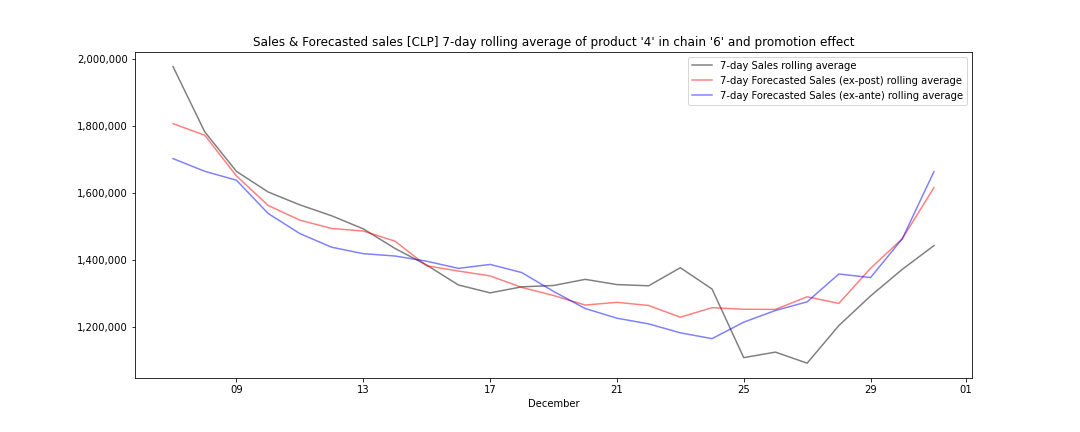 Sales & Forecasted sales [CLP] 7-day rolling average of product '4' in chain '6' and promotion effect
2,000,000
1,800,000
1,600,000
1,400,000
1,200,000
7-day Sales rolling average
7-day Forecasted Sales (ex-post) rolling average
7-day Forecasted Sales (ex-ante) rolling average
09 13 17 21 25 29 01
December